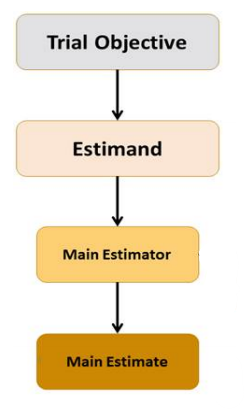 Trial Objective
Estimand
Main Estimator
Main Estimate